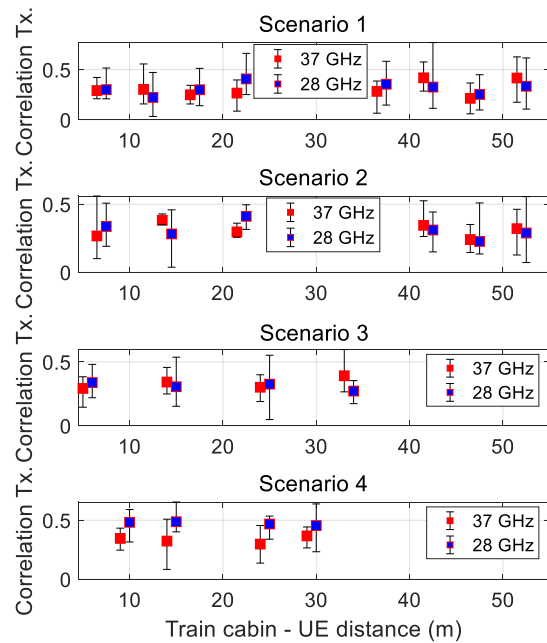 Scenario 1
Correlation Tx.
0.5
0
37 GHz
28 GHz
10 20 30 40 50
Scenario 2
Correlation Tx.
0.5
0
37 GHz
28 GHz
10 20 30 40 50
Scenario 3
Correlation Tx.
0.5
0
37 GHz
28 GHz
10 20 30 40 50
Scenario 4
Correlation Tx.
0.5
0
37 GHz
28 GHz
10 20 30 40 50
Train cabin - UE distance (m)